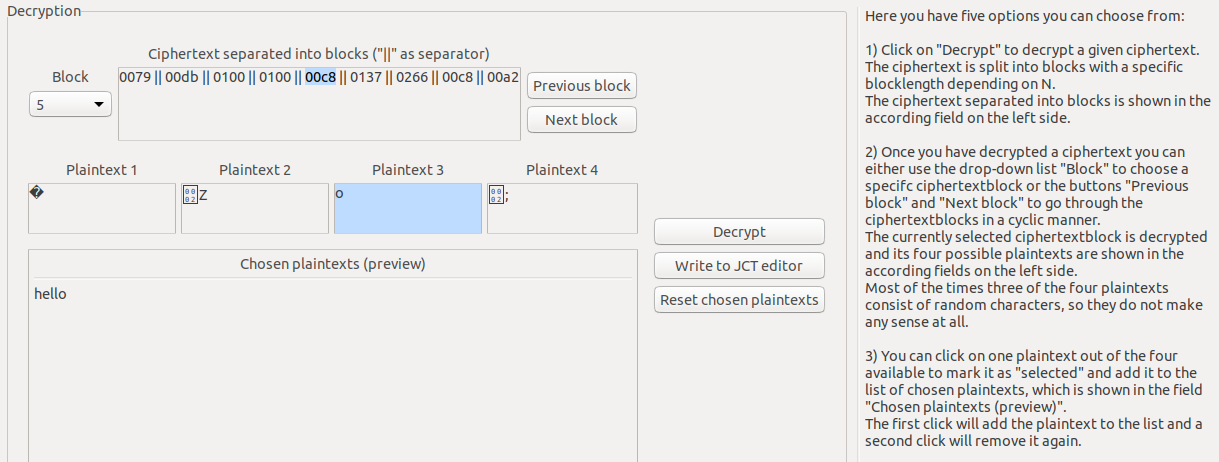 Decryption
Ciphertext separated into blocks ("||" as separator)
Block
5
0079 || 00db || 0100 || 0100 || 00c8 || 0137 || 0266 || 00c8 || 00a2
Previous block
Next block
Plaintext 1
Plaintext 2
Plaintext 3
Plaintext 4
�
0002Z
o
0002;
Chosen plaintexts (preview)
hello
Decrypt
Write to JCT editor
Reset chosen plaintexts
Here you have five options you can choose from:
1) Click on "Decrypt" to decrypt a given ciphertext.
The ciphertext is split into blocks with a specific
blocklength depending on N.
The ciphertext separated into blocks is shown in the
according field on the left side.
2) Once you have decrypted a ciphertext you can
either use the drop-down list "Block" to choose a
specifc ciphertextblock or the buttons "Previous
block" and "Next block" to go through the
ciphertextblocks in a cyclic manner.
The currently selected ciphertextblock is decrypted
and its four possible plaintexts are shown in the
according fields on the left side.
Most of the times three of the four plaintexts
consist of random characters, so they do not make
any sense at all.
3) You can click on one plaintext out of the four
available to mark it as "selected" and add it to the
list of chosen plaintexts, which is shown in the field
"Chosen plaintexts (preview)".
The first click will add the plaintext to the list and a
second click will remove it again.